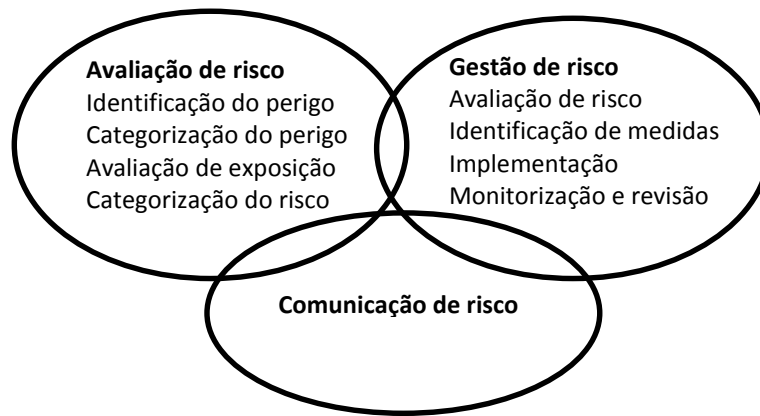 Avaliação de risco
Identificação do perigo
Categorização do perigo
Avaliação de exposição
Categorização do risco
Gestão de risco
Avaliação de risco
Identificação de medidas
Implementação
Monitorização e revisão
Comunicação de risco